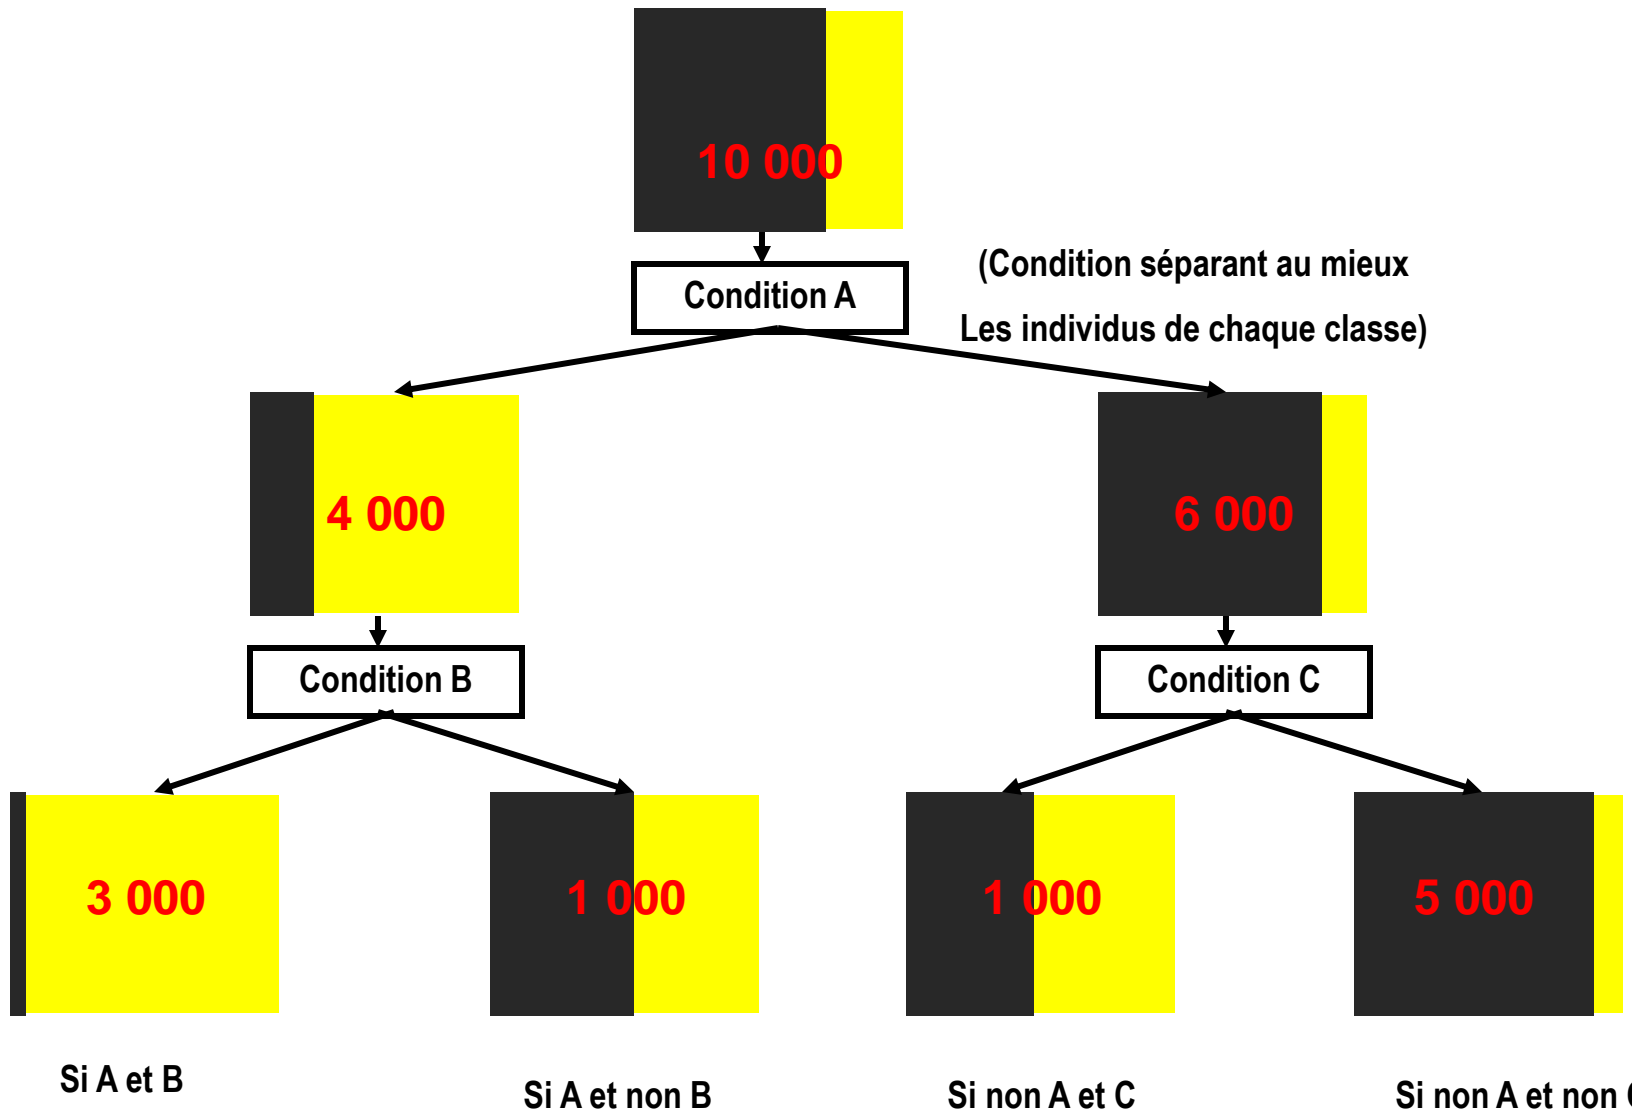 10 000
Condition A
(Condition séparant au mieux
Les individus de chaque classe)
4 000
6 000
Condition B
Condition C
3 000
1 000
1 000
5 000
Si A et B
Si A et non B
Si non A et C
Si non A et non C